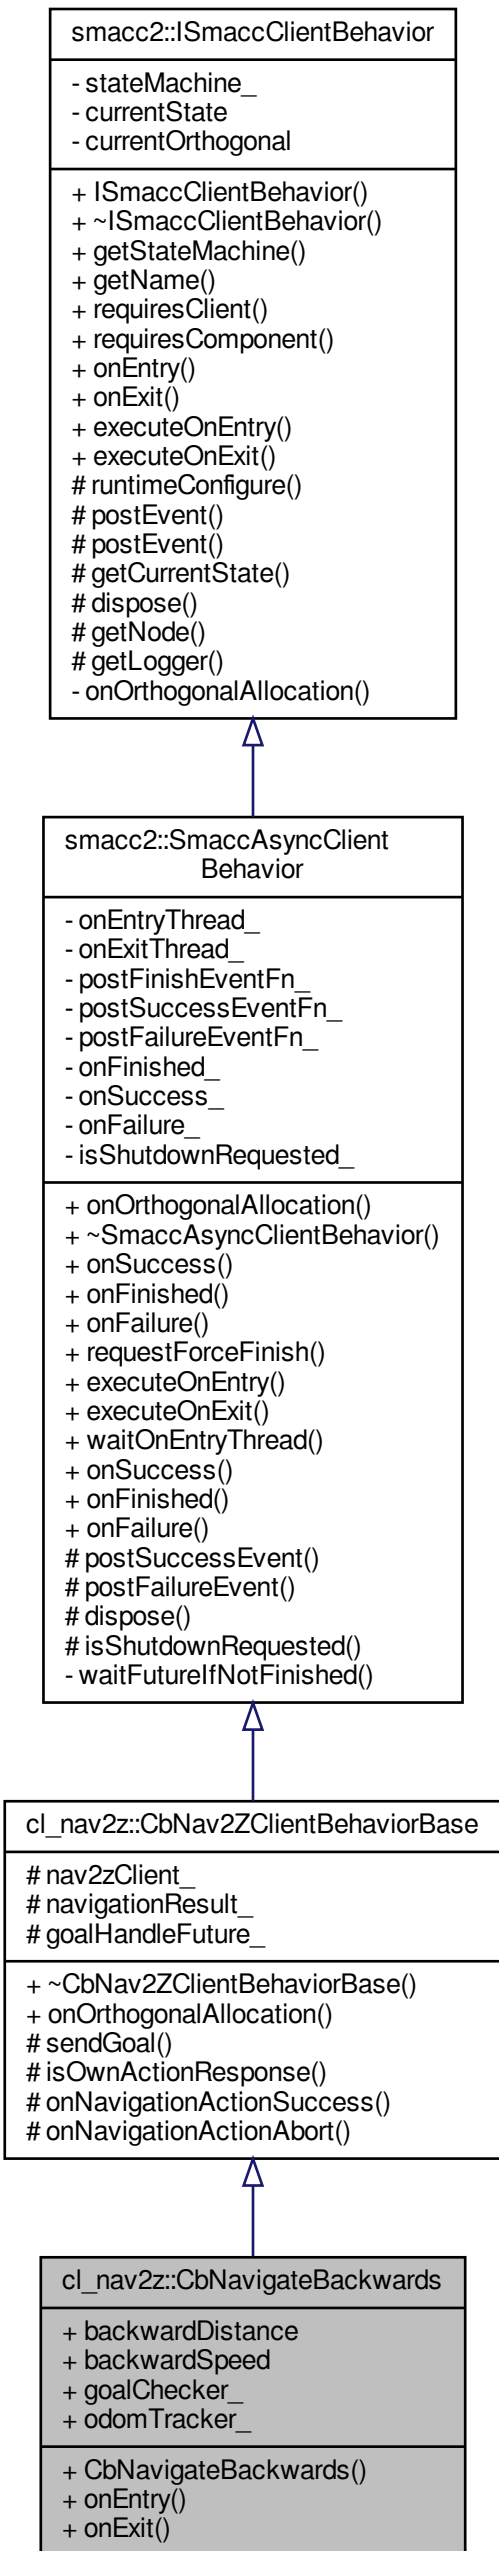 smacc2::ISmaccClientBehavior
- stateMachine_
- currentState
- currentOrthogonal
+ ISmaccClientBehavior()
+ ~ISmaccClientBehavior()
+ getStateMachine()
+ getName()
+ requiresClient()
+ requiresComponent()
+ onEntry()
+ onExit()
+ executeOnEntry()
+ executeOnExit()
# runtimeConfigure()
# postEvent()
# postEvent()
# getCurrentState()
# dispose()
# getNode()
# getLogger()
- onOrthogonalAllocation()
smacc2::SmaccAsyncClient
Behavior
- onEntryThread_
- onExitThread_
- postFinishEventFn_
- postSuccessEventFn_
- postFailureEventFn_
- onFinished_
- onSuccess_
- onFailure_
- isShutdownRequested_
+ onOrthogonalAllocation()
+ ~SmaccAsyncClientBehavior()
+ onSuccess()
+ onFinished()
+ onFailure()
+ requestForceFinish()
+ executeOnEntry()
+ executeOnExit()
+ waitOnEntryThread()
+ onSuccess()
+ onFinished()
+ onFailure()
# postSuccessEvent()
# postFailureEvent()
# dispose()
# isShutdownRequested()
- waitFutureIfNotFinished()
cl_nav2z::CbNav2ZClientBehaviorBase
# nav2zClient_
# navigationResult_
# goalHandleFuture_
+ ~CbNav2ZClientBehaviorBase()
+ onOrthogonalAllocation()
# sendGoal()
# isOwnActionResponse()
# onNavigationActionSuccess()
# onNavigationActionAbort()
cl_nav2z::CbNavigateBackwards
+ backwardDistance
+ backwardSpeed
+ goalChecker_
+ odomTracker_
+ CbNavigateBackwards()
+ onEntry()
+ onExit()